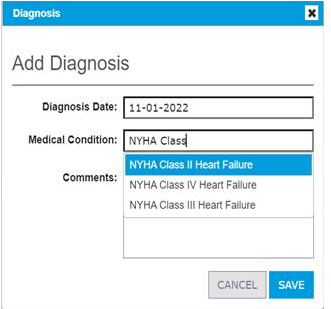 Diagnosis
Add Diagnosis
Diagnosis Date: 11-01-2022
Medical Condition: NYHA Class
NYHA Class II Heart Failure
NYHA Class IV Heart Failure
NYHA Class III Heart Failure
Comments:
CANCEL SAVE